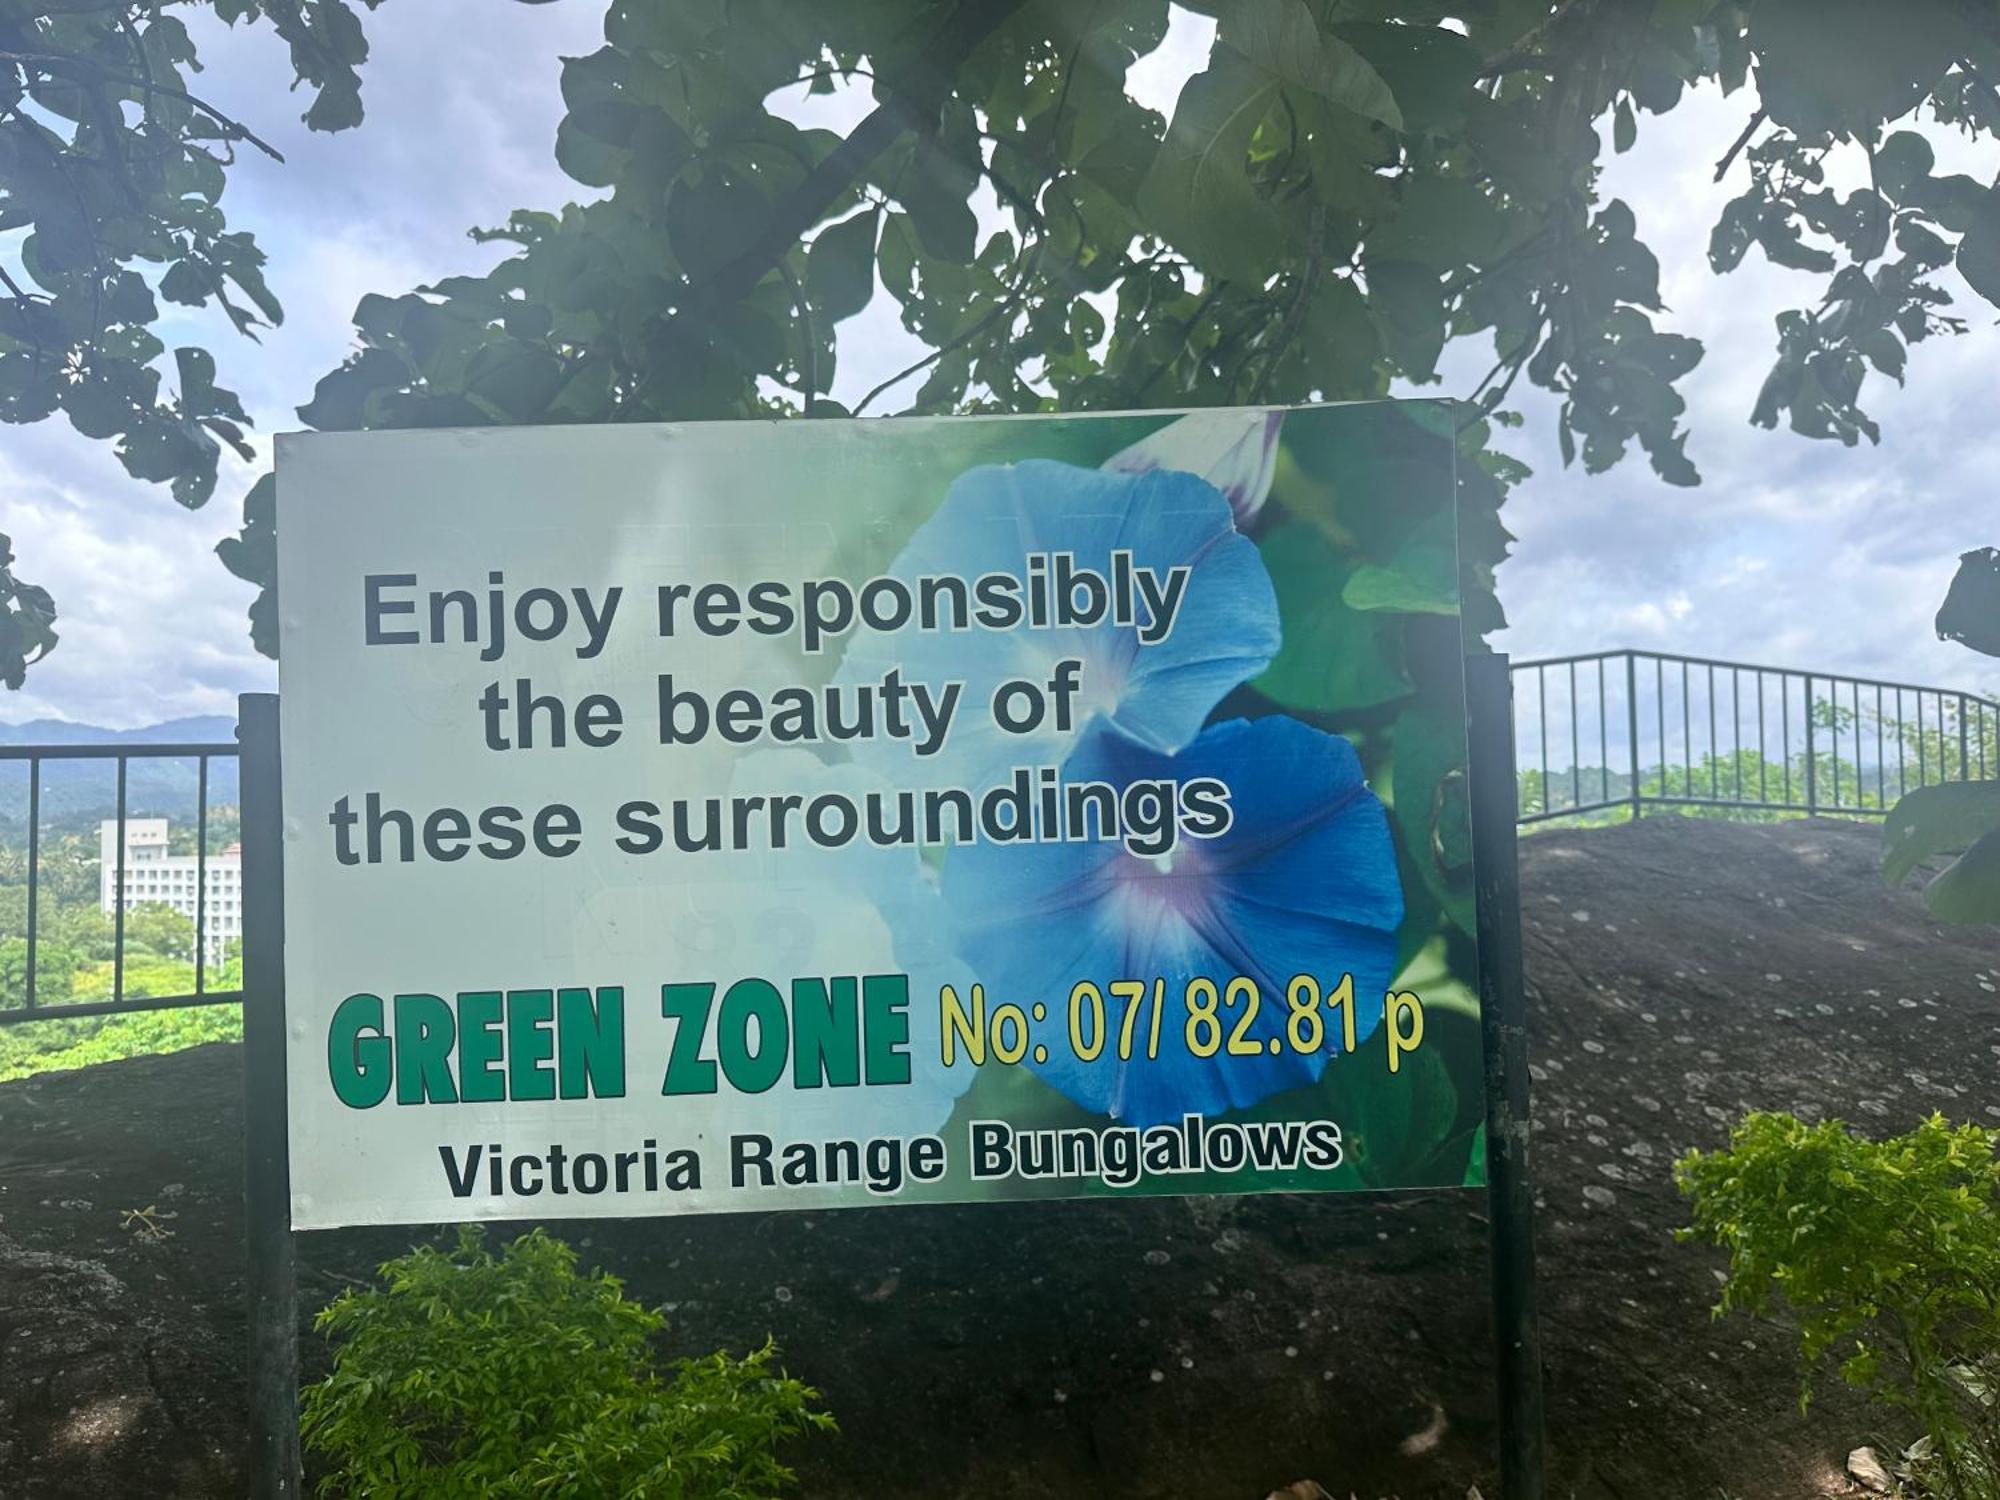 Enjoy responsibly
the beauty of
these surroundings
GREEN ZONE No: 07/ 82.81 p
Victoria Range Bungalows